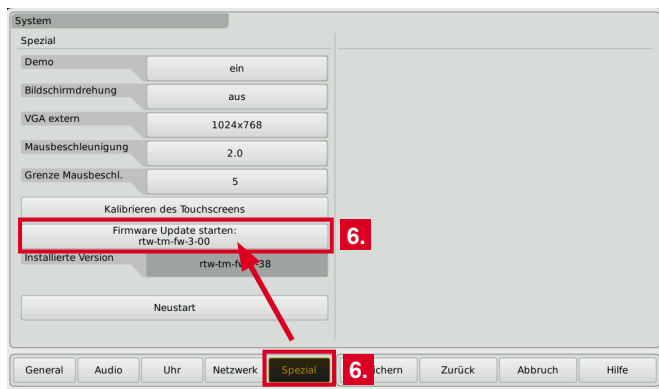 System
Spezial
Demo
ein
Bildschirmdrehung
aus
VGA extern
1024x768
Mausbeschleunigung
2.0
Grenze Mausbeschl.
5
Kalibrieren des Touchscreens
Firmware Update starten:
rtw-tm-fw-3-00
6.
Installierte Version
38
Neustart
General
Audio
Uhr
Netzwerk
Spezial
6.
Zurück
Abbruch
Hilfe